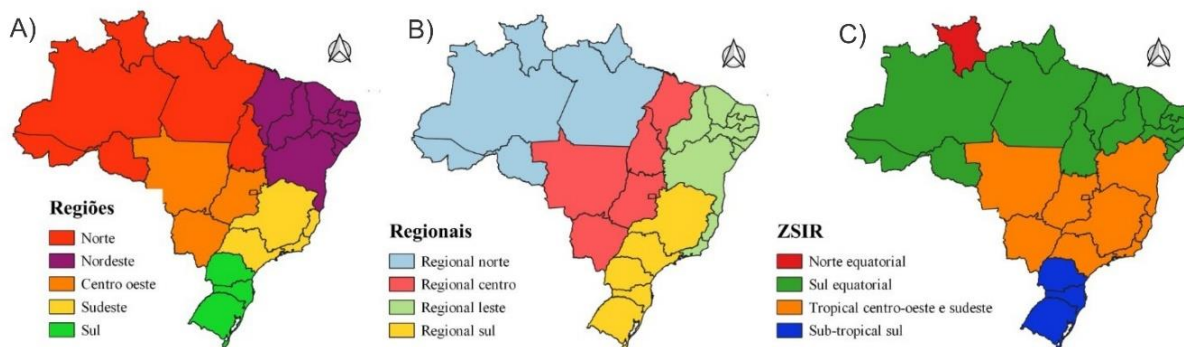 A)
Regiões
Norte
Nordeste
Centro oeste
Sudeste
Sul
B)
Regionais
Regional norte
Regional centro
Regional leste
Regional sul
C)
ZSIR
Norte equatorial
Sul equatorial
Tropical centro-oeste e sudeste
Sub-tropical sul